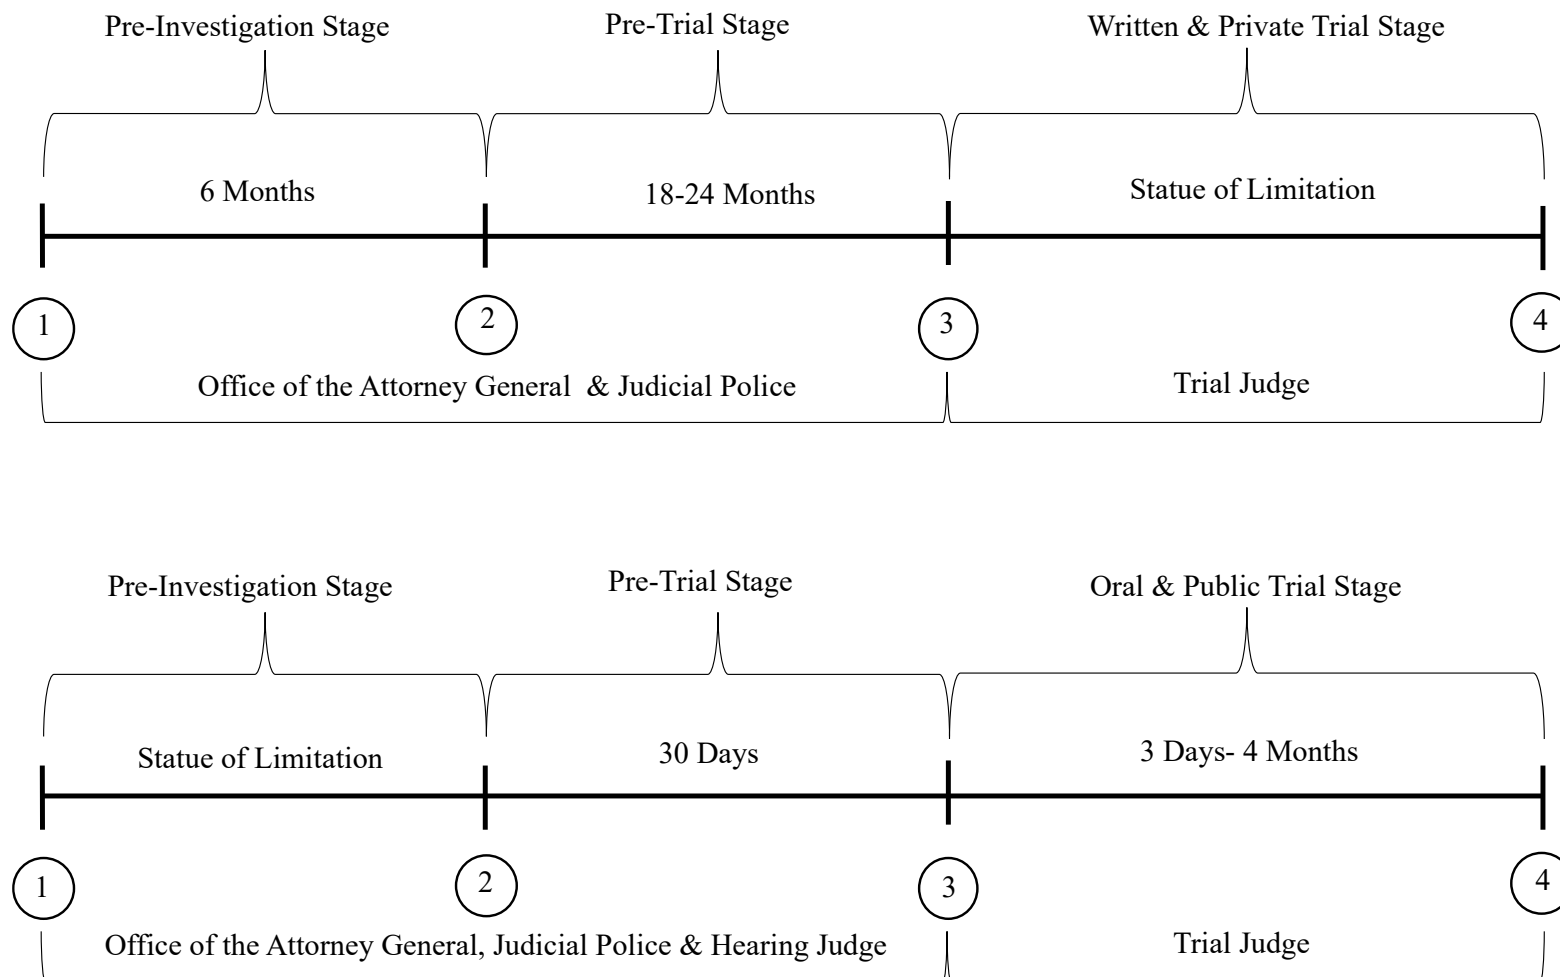 Pre-Investigation Stage
Pre-Trial Stage
Written & Private Trial Stage
6 Months
18-24 Months
Statue of Limitation
1
2
3
4
Office of the Attorney General & Judicial Police
Trial Judge
Pre-Investigation Stage
Pre-Trial Stage
Oral & Public Trial Stage
Statue of Limitation
30 Days
3 Days- 4 Months
1
2
3
4
Office of the Attorney General, Judicial Police & Hearing Judge
Trial Judge